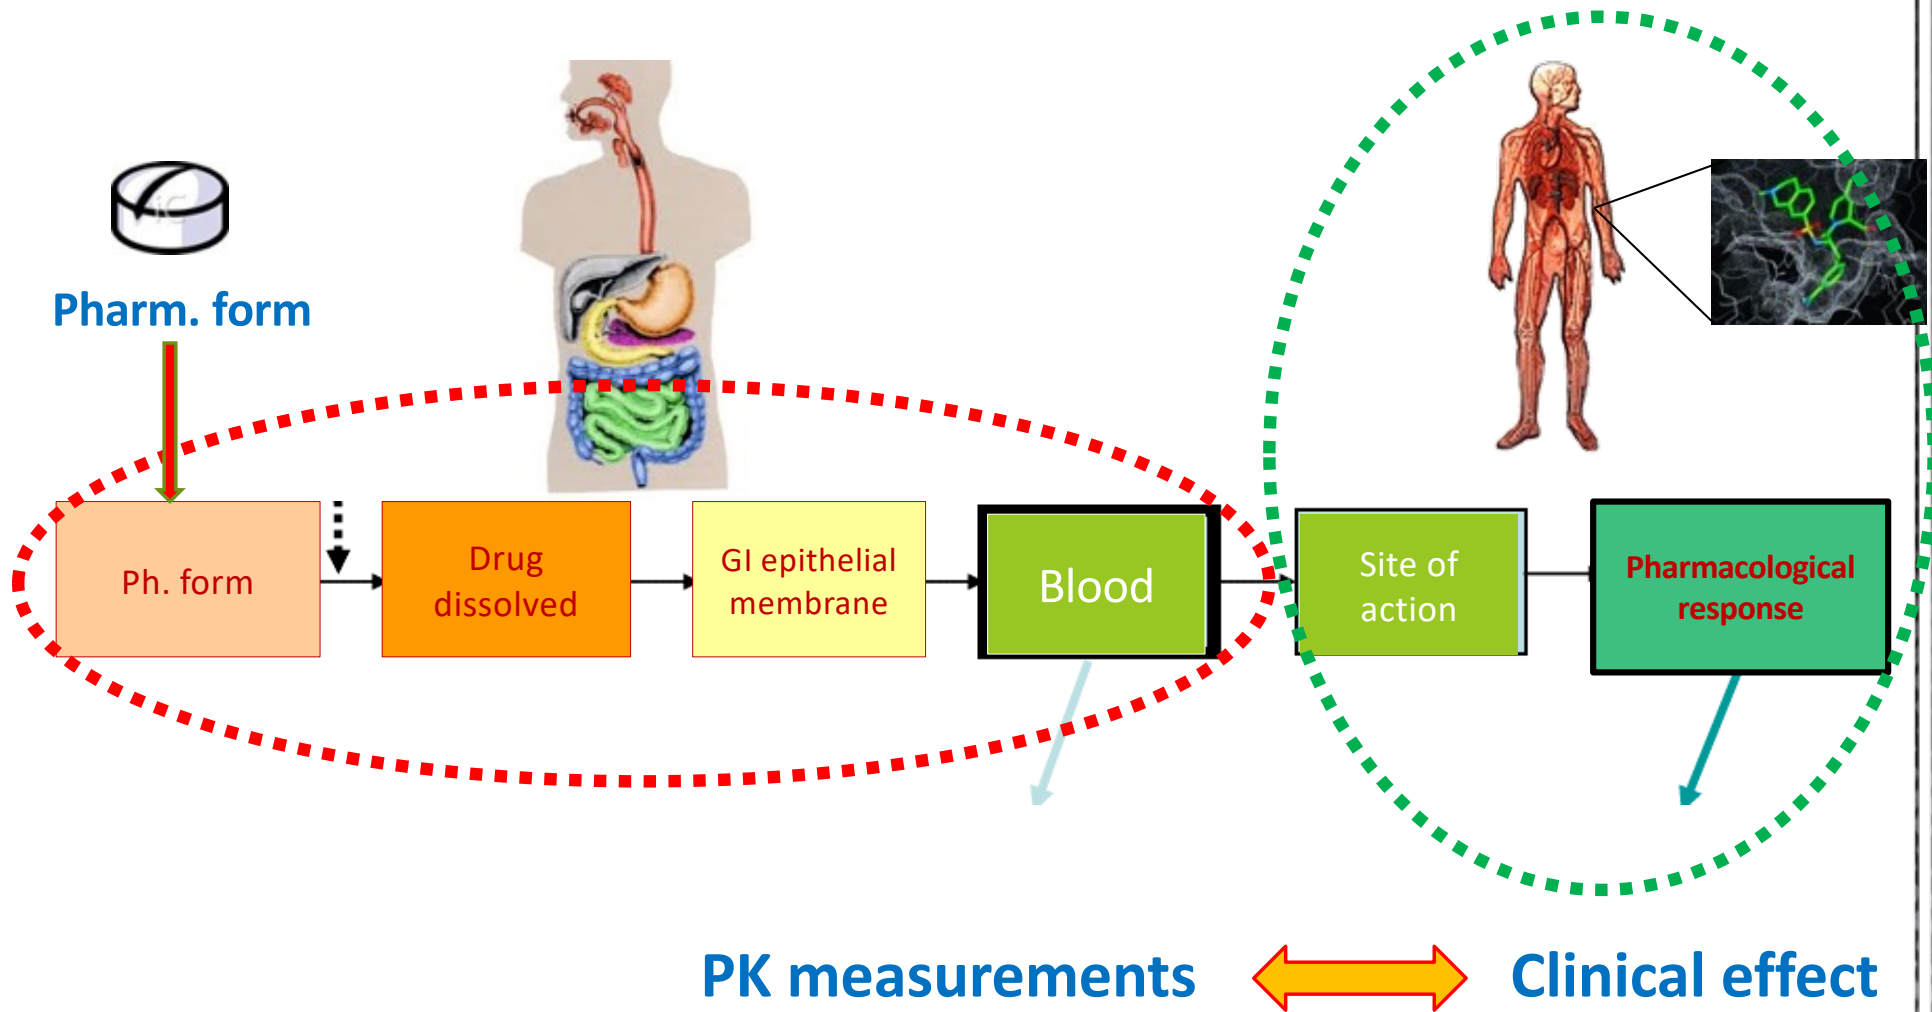 Pharm. form
Ph. form
Drug
dissolved
GI epithelial
membrane
Blood
Site of
action
Pharmacological
response
PK measurements
Clinical effect